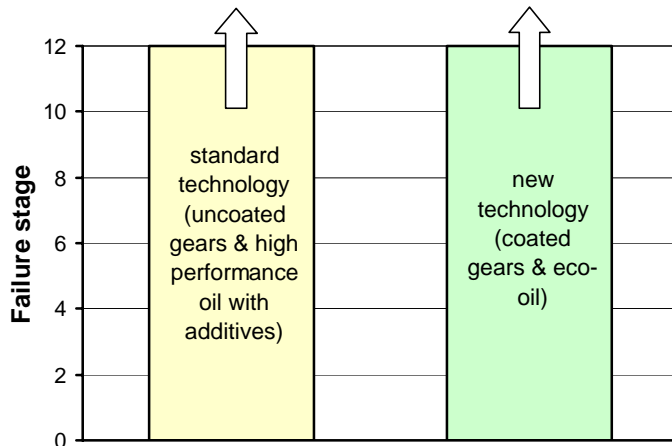 12
10
8
6
4
2
0
Failure stage
standard
technology
(uncoated
gears & high
performance
oil with
additives)
new
technology
(coated
gears & eco-
oil)